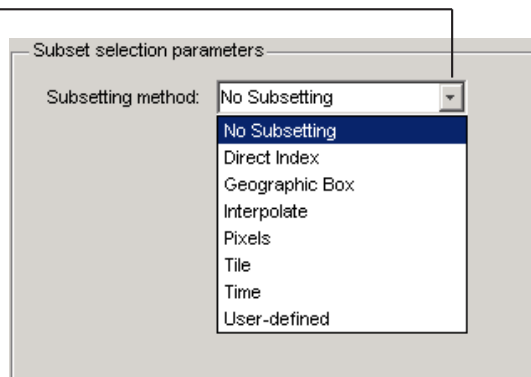 Subset selection parameters
Subsetting method: No Subsetting
No Subsetting
Direct Index
Geographic Box
Interpolate
Pixels
Tile
Time
User-defined